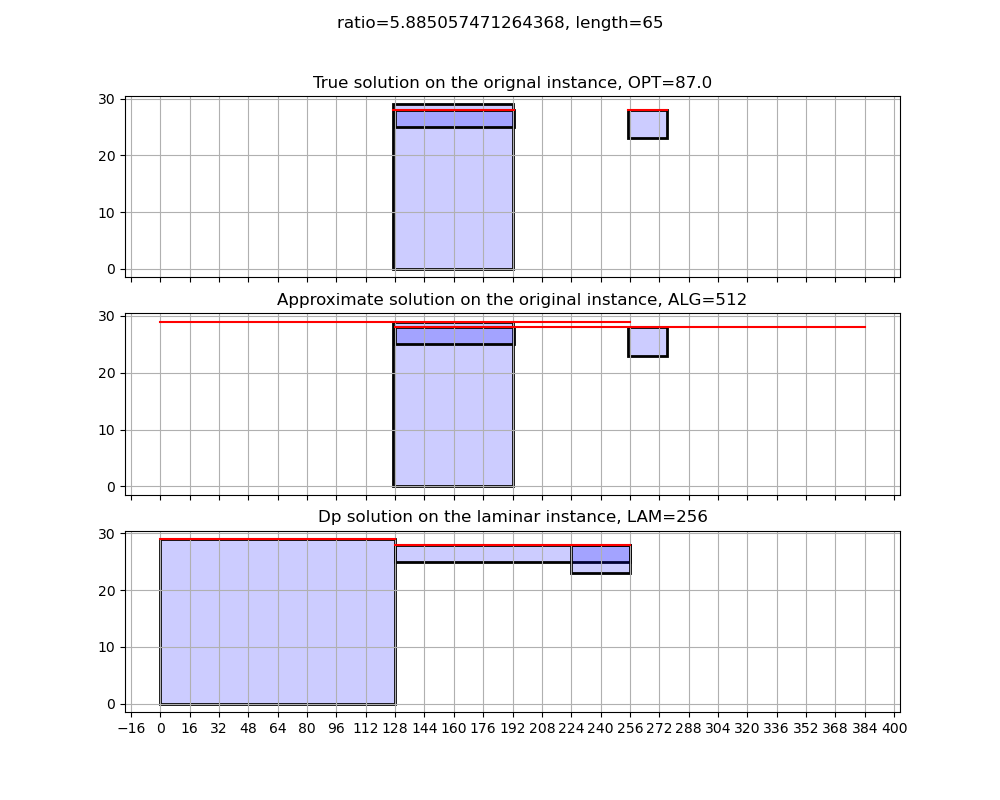 ratio=5.885057471264368, length=65
True solution on the orignal instance, OPT=87.0
30
20
10
0
Approximate solution on the original instance, ALG=512
30
20
10
0
Dp solution on the laminar instance, LAM=256
30
20
10
0
−16 0 16 32 48 64 80 96 112 128 144 160 176 192 208 224 240 256 272 288 304 320 336 352 368 384 400